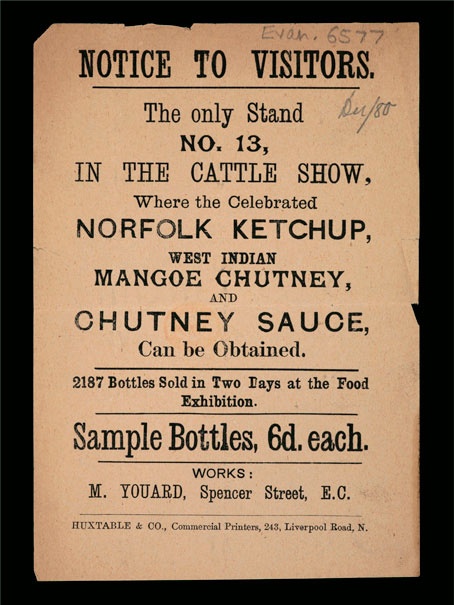 Evan. 6577
NOTICE TO VISITORS.
Dec/80
The only Stand
NO. 13,
IN THE CATTLE SHOW,
Where the Celebrated
NORFOLK KETCHUP,
WEST INDIAN
MANGOE CHUTNEY,
AND
CHUTNEY SAUCE,
Can be Obtained.
2187 Bottles Sold in Two Days at the Food
Exhibition.
Sample Bottles, 6d. each.
WORKS:
M. YOUARD, Spencer Street, E.C.
HUXTABLE & CO., Commercial Printers, 243, Liverpool Road, N.